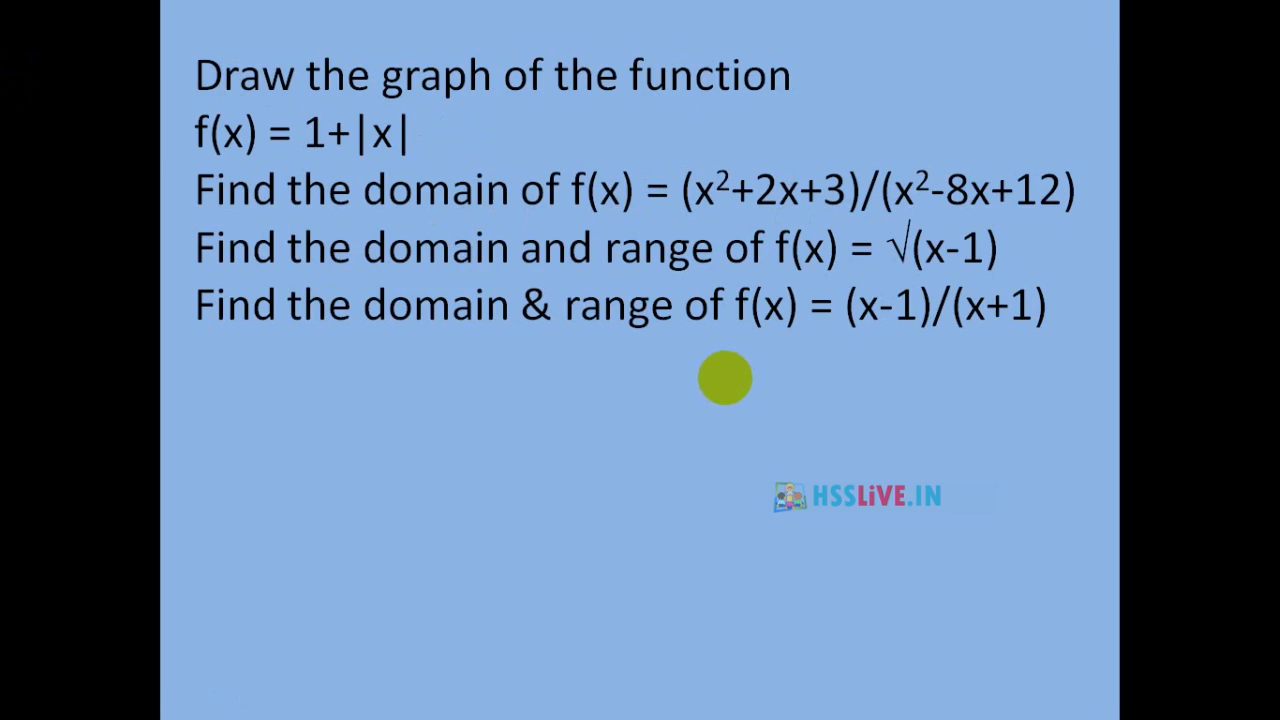 Draw the graph of the function
f(x) = 1+|x|
Find the domain of f(x) = (x²+2x+3)/(x²-8x+12)
Find the domain and range of f(x) = √(x-1)
Find the domain & range of f(x) = (x-1)/(x+1)
HSSLiVE.IN